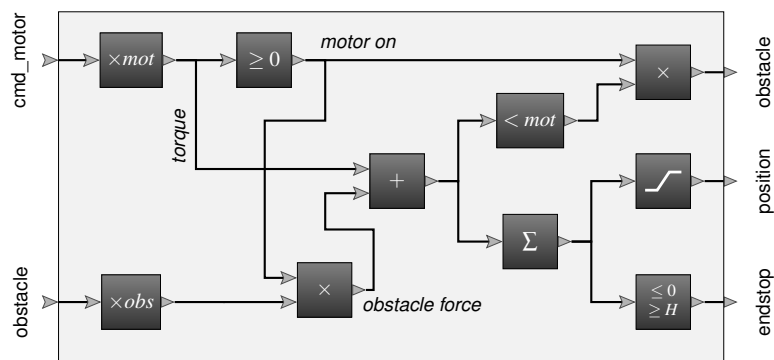 cmd_motor
×mot
≥ 0
motor on
×
obstacle
torque
< mot
+
position
Σ
obstacle
×obs
×
obstacle force
≤ 0
≥ H
endstop